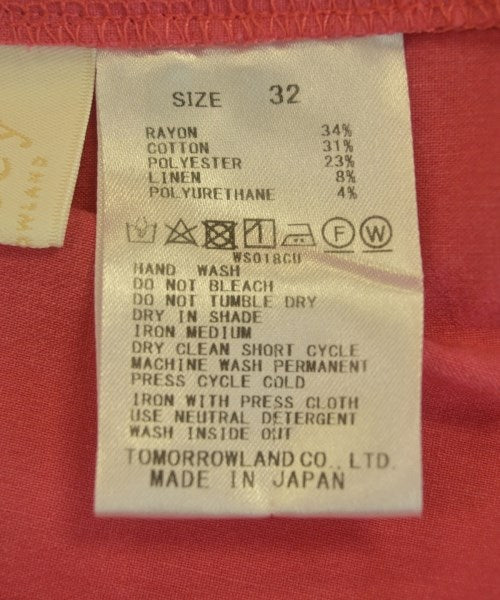 SIZE 32
RAYON 34%
COTTON 31%
POLYESTER 23%
LINEN 8%
POLYURETHANE 4%
F W
WS018CU
HAND WASH
DO NOT BLEACH
DO NOT TUMBLE DRY
DRY IN SHADE
IRON MEDIUM
DRY CLEAN SHORT CYCLE
MACHINE WASH PERMANENT
PRESS CYCLE COLD
IRON WITH PRESS CLOTH
USE NEUTRAL DETERGENT
WASH INSIDE OUT
TOMORROWLAND CO., LTD.
MADE IN JAPAN